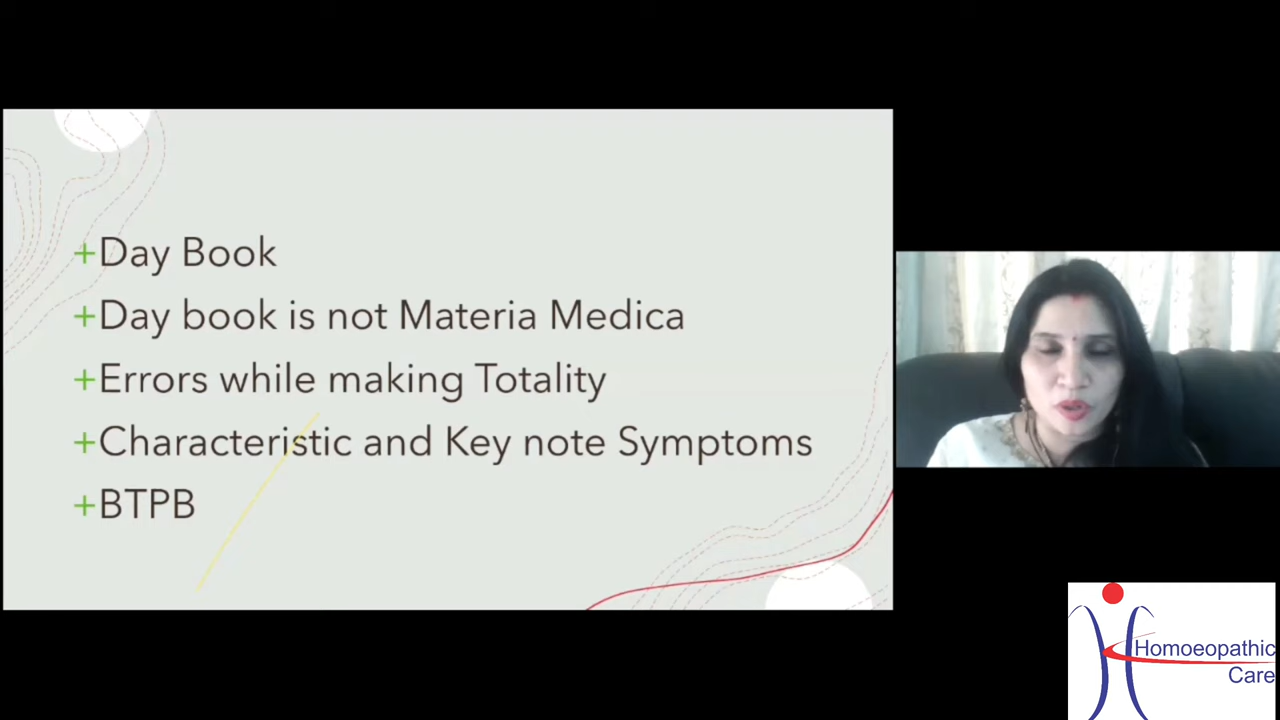 +Day Book
+Day book is not Materia Medica
+Errors while making Totality
+Characteristic and Key note Symptoms
+BTPB
Homoeopathic
Care